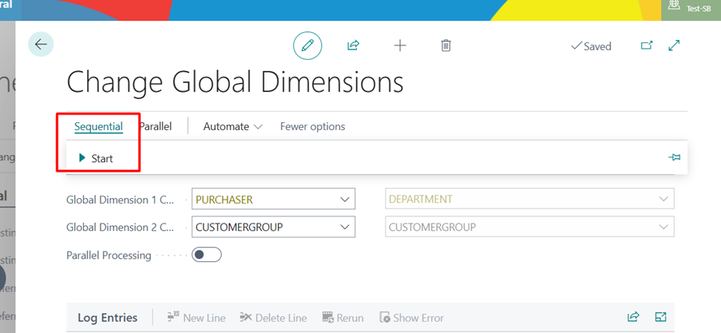 ral
Test-SB
Saved
Change Global Dimensions
Sequential Parallel Automate Fewer options
Start
Global Dimension 1 C... PURCHASER DEPARTMENT
Global Dimension 2 C... CUSTOMERGROUP CUSTOMERGROUP
Parallel Processing
Log Entries New Line Delete Line Rerun Show Error